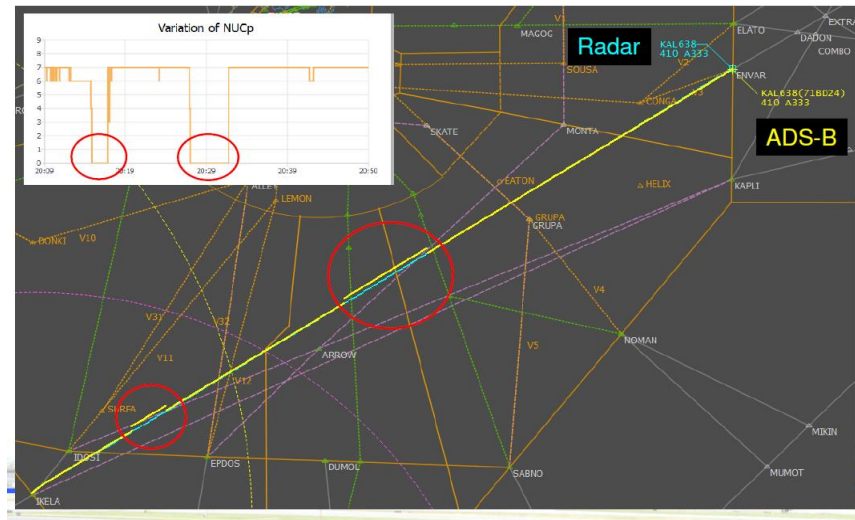 Variation of NUCp
9
8
7
6
5
4
3
2
1
0
20:09
20:19
20:29
20:39
20:50
V1
MAGOG
ELATO
EXTRA
DADON
COMBO
Radar
KAL638
410 A333
V2
SOUSA
ENVAR
V3
CONGA
KAL638(71BD24)
410 A333
ADS-B
SKATE
MONTA
EATON
HELIX
KAPLI
LEMON
GRUPA
GRUPA
DONKI
V10
V31
V32
V4
V11
V5
NOMAN
ARROW
V12
SURFA
IDOSI
EPDOS
DUMOL
SABNO
MIKIN
MUMOT
IKELA